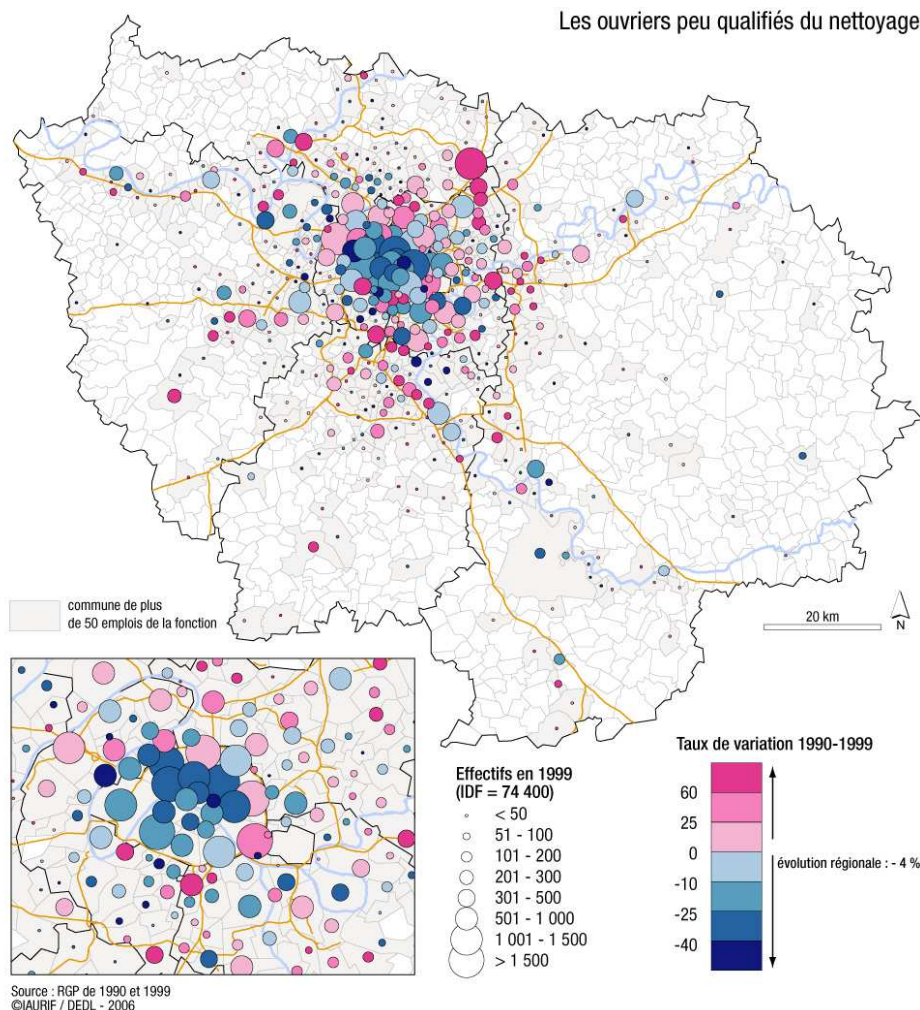 Les ouvriers peu qualifiés du nettoyage
commune de plus
de 50 emplois de la fonction
20 km
N
Effectifs en 1999
(IDF = 74 400)
< 50
51 - 100
101 - 200
201 - 300
301 - 500
501 - 1 000
1 001 - 1 500
> 1 500
Taux de variation 1990-1999
60
25
0
-10
-25
-40
évolution régionale : - 4 %
Source : RGP de 1990 et 1999
©IAURIF / DEDL - 2006